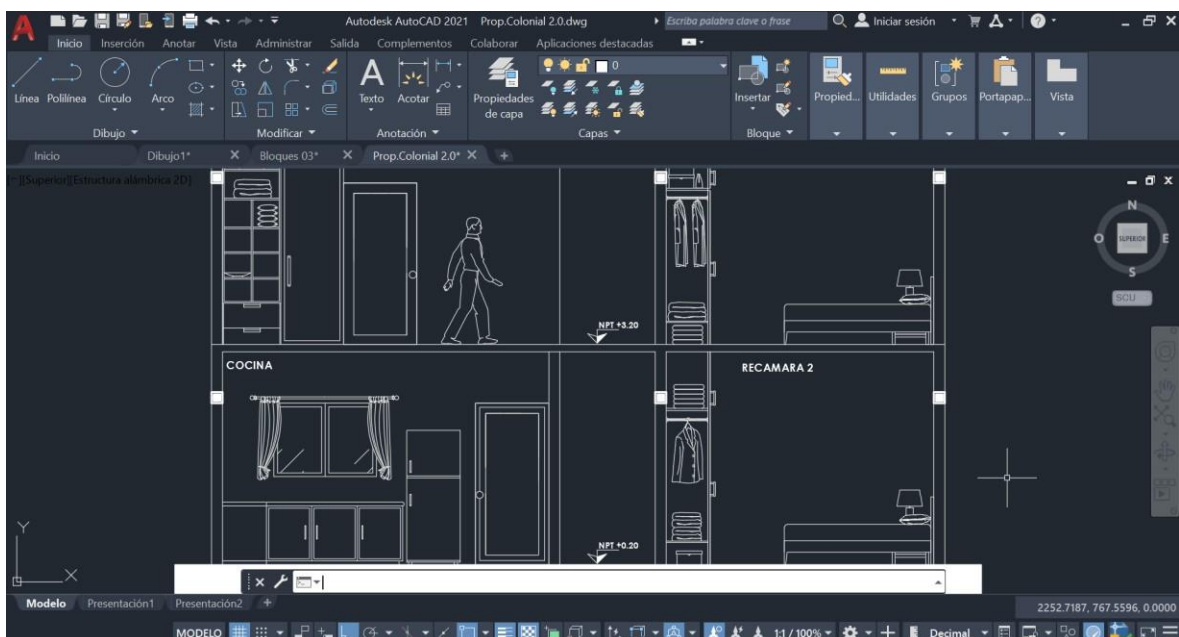 Autodesk AutoCAD 2021 Prop.Colonial 2.0.dwg Escriba palabra clave o frase Iniciar sesión
Inicio Inserción Anotar Vista Administrar Salida Complementos Colaborar Aplicaciones destacadas
0
Línea Polilínea Círculo Arco Texto Acotar Propiedades de capa Insertar Propied... Utilidades Grupos Portapap... Vista
Dibujo Modificar Anotación Capas Bloque
Inicio Dibujo1* Bloques 03* Prop.Colonial 2.0*
[−][Superior][Estructura alámbrica 2D]
N
O SUPERIOR E
S
SCU
NPT +3.20
COCINA
RECAMARA 2
NPT +0.20
Y
X
Modelo Presentación1 Presentación2 +
2252.7187, 767.5596, 0.0000
MODELO 1:1 / 100% Decimal